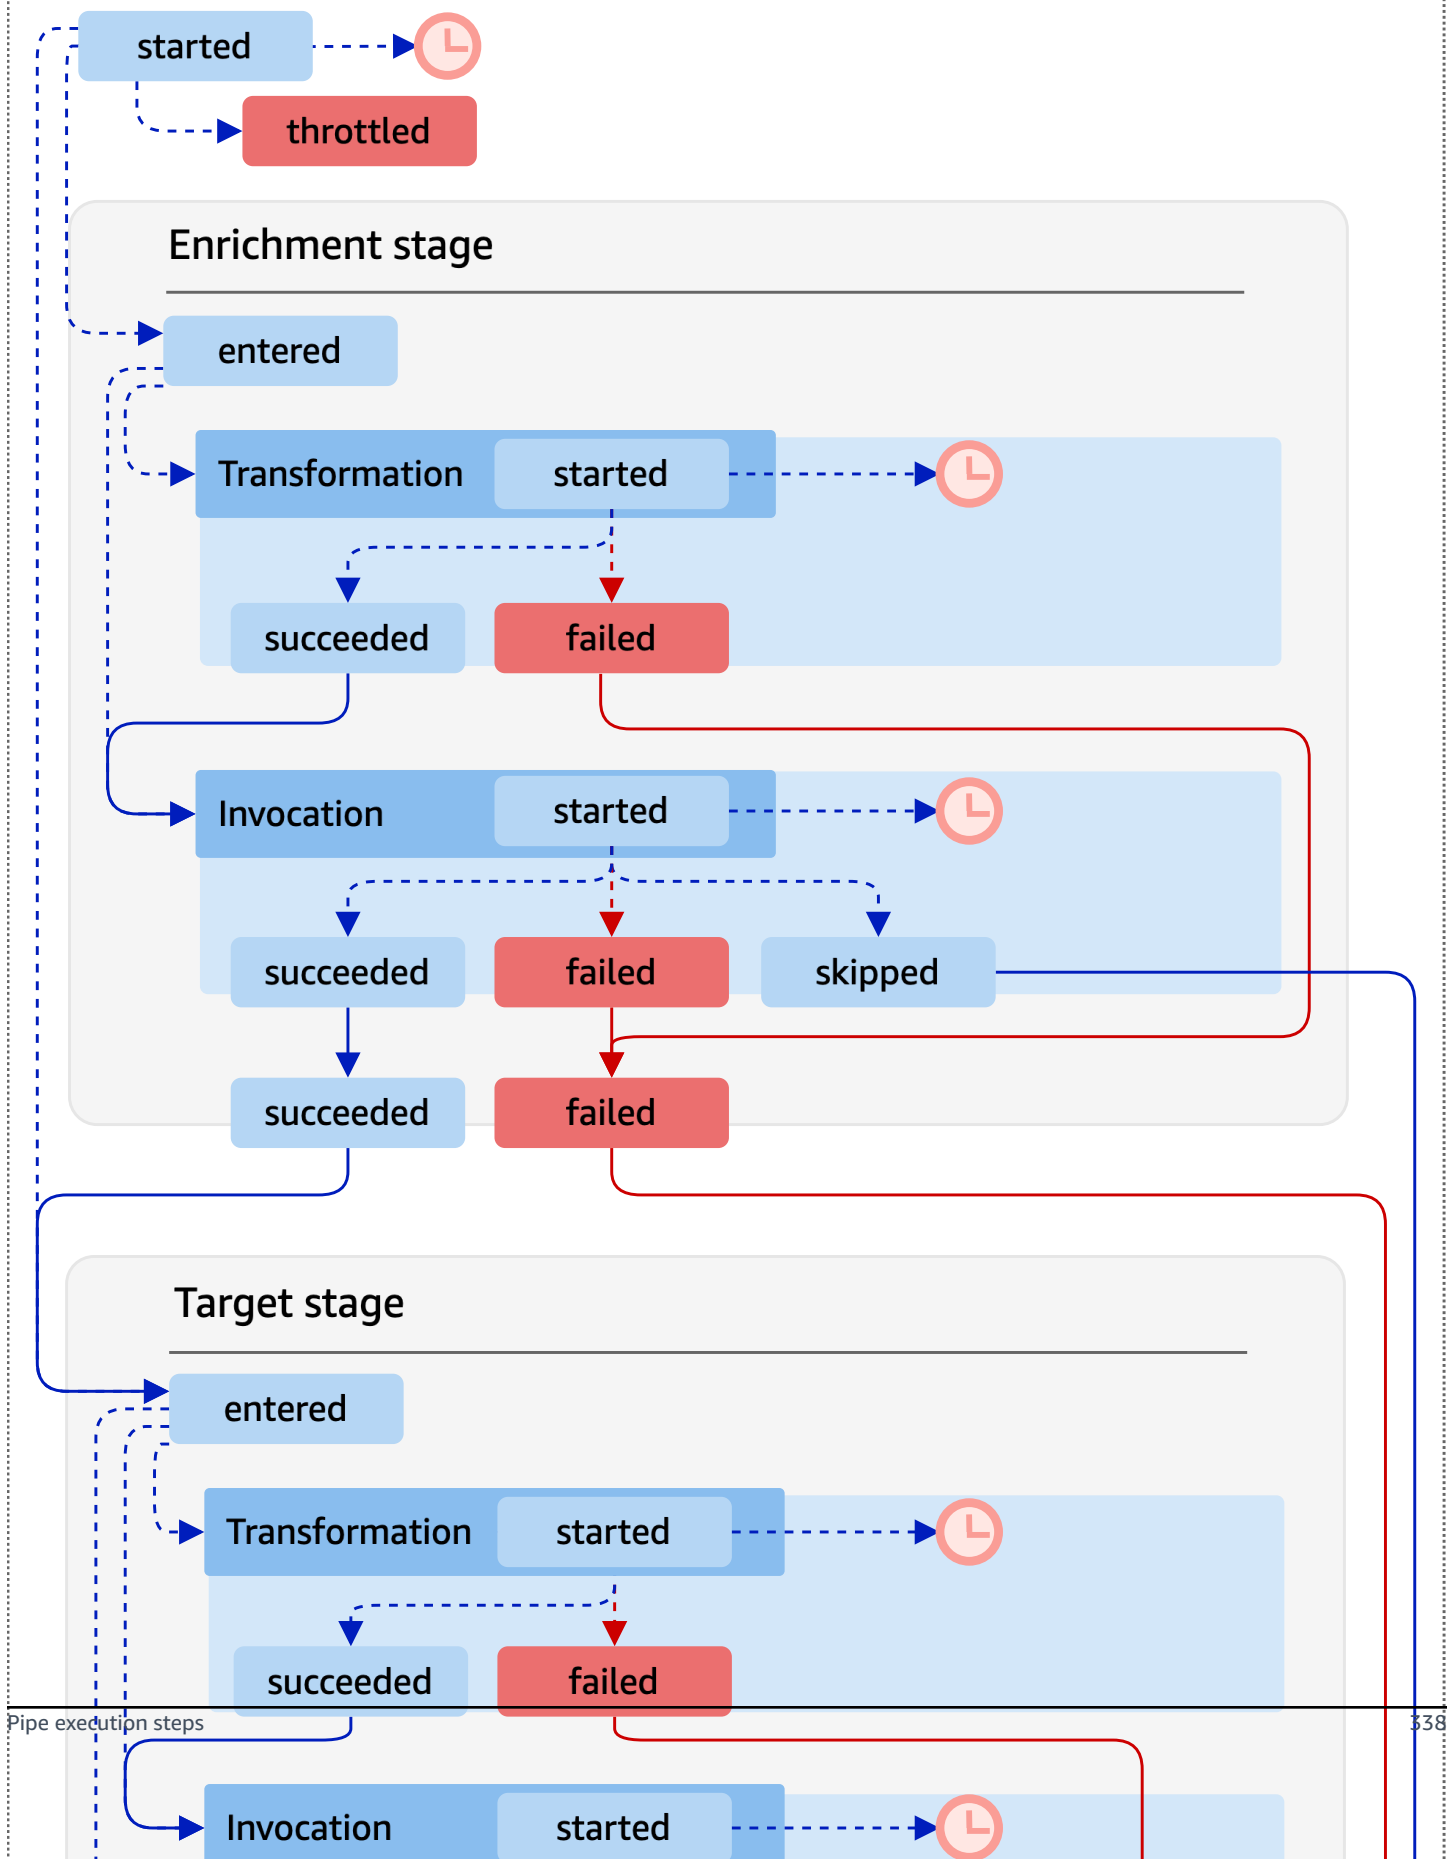 started
throttled
Enrichment stage
entered
Transformation started
succeeded failed
Invocation started
succeeded failed skipped
succeeded failed
Target stage
entered
Transformation started
succeeded failed
Pipe execution steps 338
Invocation started